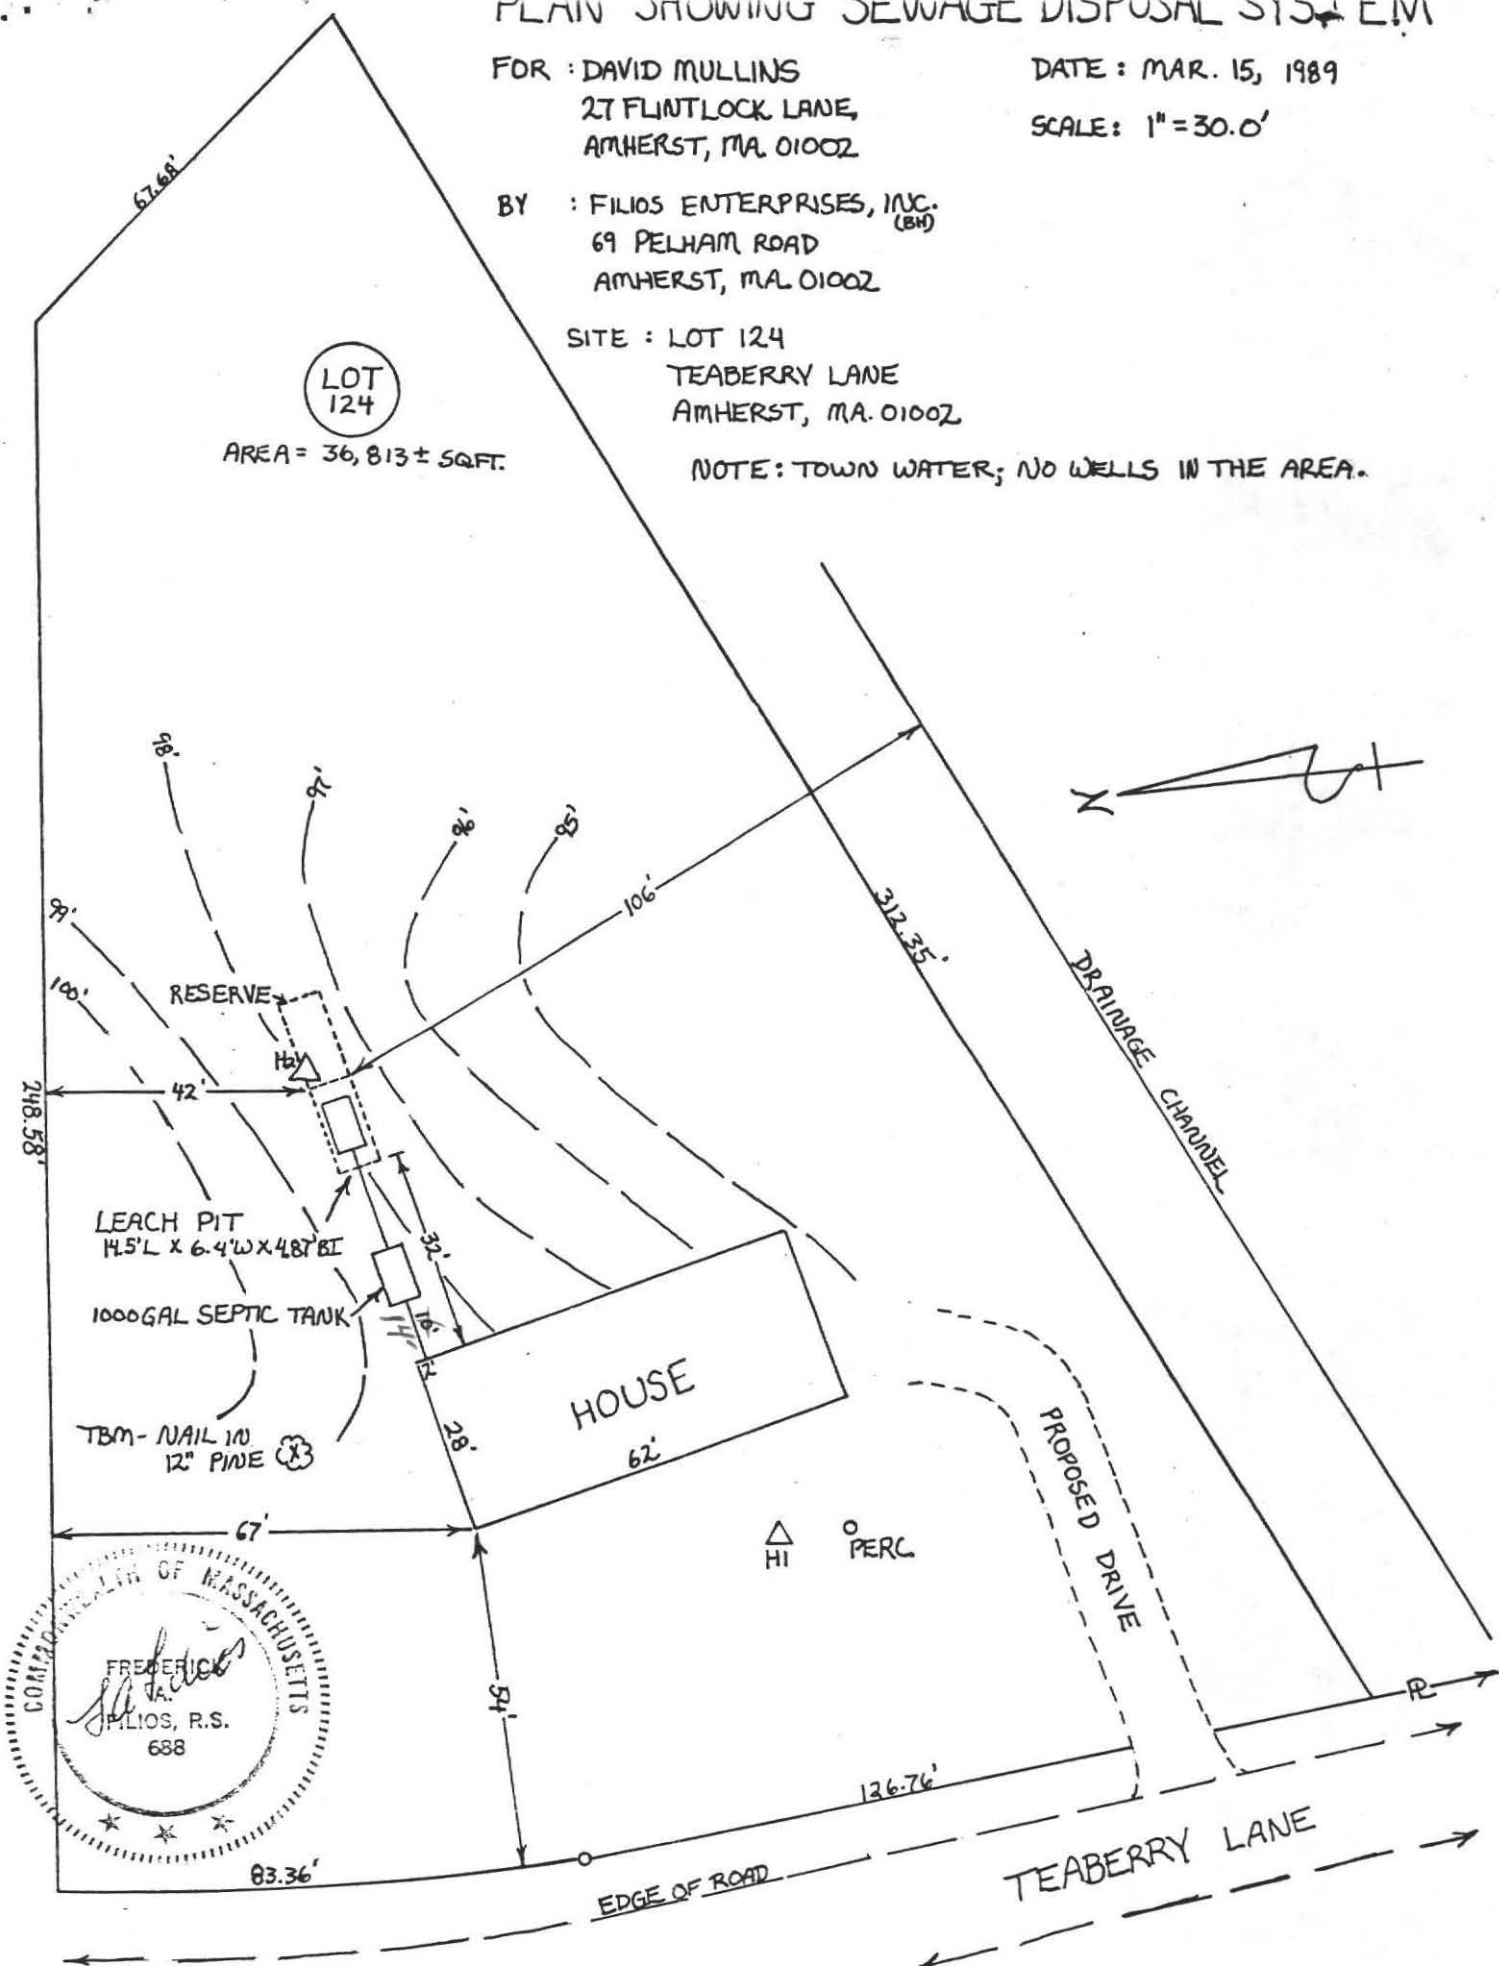 PLAN SHOWING SEWAGE DISPOSAL SYSTEM
FOR : DAVID MULLINS
27 FLINTLOCK LANE,
AMHERST, MA. 01002
DATE : MAR. 15, 1989
SCALE: 1" = 30.0'
BY : FILIOS ENTERPRISES, INC.
(BH)
69 PELHAM ROAD
AMHERST, MA. 01002
SITE : LOT 124
TEABERRY LANE
AMHERST, MA. 01002
NOTE: TOWN WATER; NO WELLS IN THE AREA.
67.68'
LOT
124
AREA = 36,813 ± SQ.FT.
98'
97'
96'
95'
99'
100'
106'
312.35'
N
DRAINAGE CHANNEL
RESERVE
H2
42'
248.58'
LEACH PIT
14.5'L X 6.4'W X 4.87'BI
32'
1000 GAL SEPTIC TANK
10'
14'
2'
HOUSE
28'
62'
TBM- NAIL IN
12" PINE
67'
H1
PERC.
PROPOSED DRIVE
54'
COMMONWEALTH OF MASSACHUSETTS
FREDERICK
A.
FILIOS, R.S.
688
83.36'
126.76'
PL
EDGE OF ROAD
TEABERRY LANE